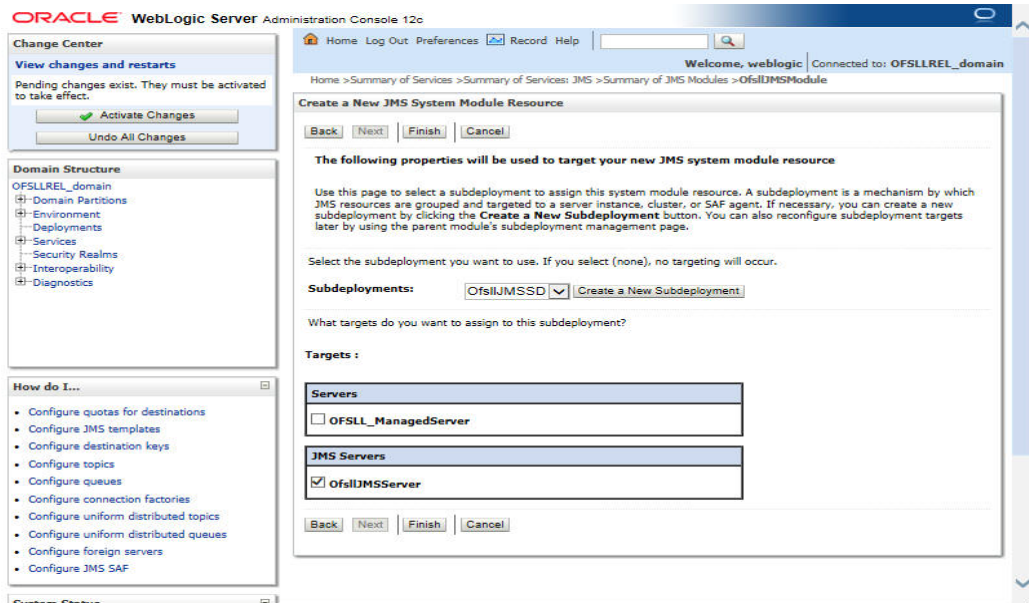 ORACLE WebLogic Server Administration Console 12c
Change Center
View changes and restarts
Pending changes exist. They must be activated
to take effect.
Activate Changes
Undo All Changes
Domain Structure
OFSLLREL_domain
Domain Partitions
Environment
Deployments
Services
Security Realms
Interoperability
Diagnostics
How do I...
Configure quotas for destinations
Configure JMS templates
Configure destination keys
Configure topics
Configure queues
Configure connection factories
Configure uniform distributed topics
Configure uniform distributed queues
Configure foreign servers
Configure JMS SAF
System Status
Home Log Out Preferences Record Help
Welcome, weblogic Connected to: OFSLLREL_domain
Home >Summary of Services >Summary of Services: JMS >Summary of JMS Modules >OfsllJMSModule
Create a New JMS System Module Resource
Back Next Finish Cancel
The following properties will be used to target your new JMS system module resource
Use this page to select a subdeployment to assign this system module resource. A subdeployment is a mechanism by which
JMS resources are grouped and targeted to a server instance, cluster, or SAF agent. If necessary, you can create a new
subdeployment by clicking the Create a New Subdeployment button. You can also reconfigure subdeployment targets
later by using the parent module's subdeployment management page.
Select the subdeployment you want to use. If you select (none), no targeting will occur.
Subdeployments: OfsllJMSSD Create a New Subdeployment
What targets do you want to assign to this subdeployment?
Targets :
Servers
OFSLL_ManagedServer
JMS Servers
OfsllJMSServer
Back Next Finish Cancel